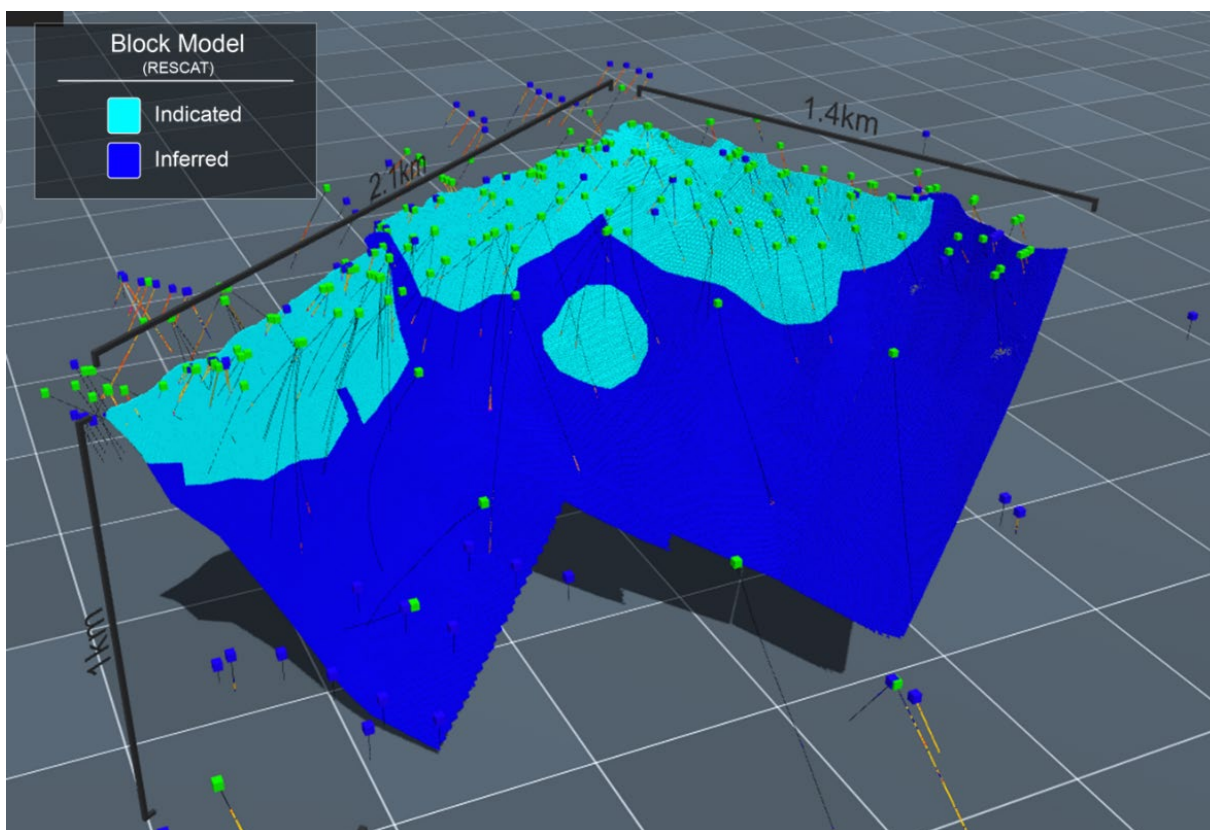 Block Model
(RESCAT)
Indicated
Inferred
2.1km
1.4km
1km